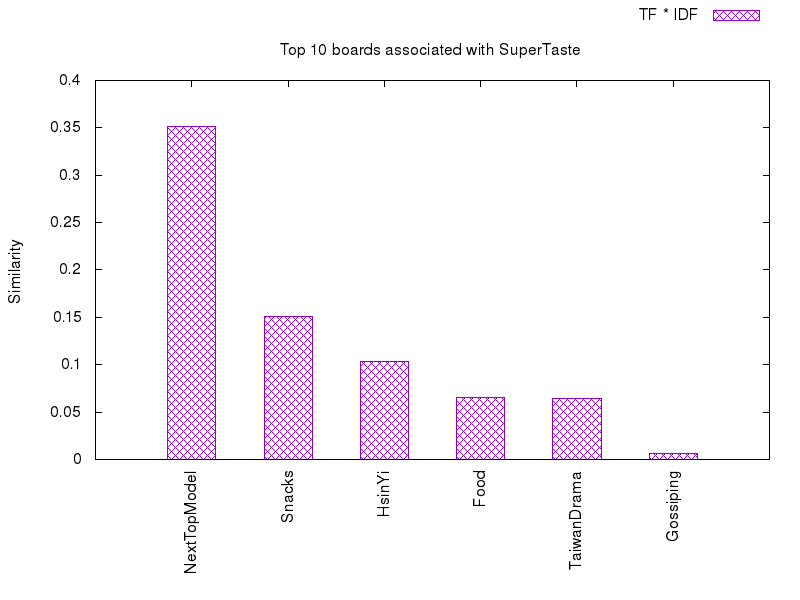 TF * IDF
Top 10 boards associated with SuperTaste
Similarity
0.4
0.35
0.3
0.25
0.2
0.15
0.1
0.05
0
NextTopModel
Snacks
HsinYi
Food
TaiwanDrama
Gossiping